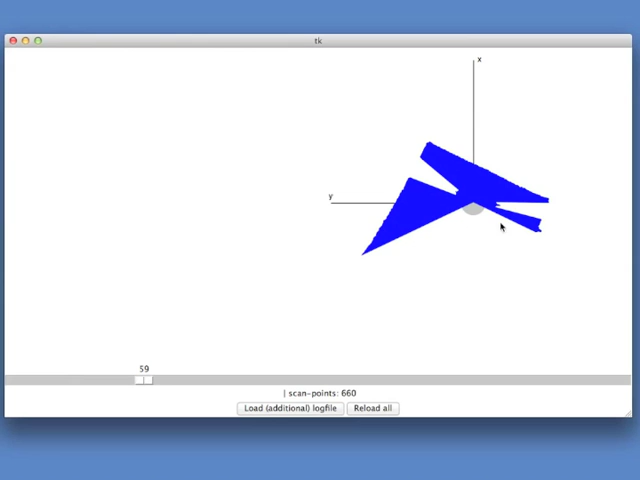 tk
x
y
59
| scan-points: 660
Load (additional) logfile
Reload all